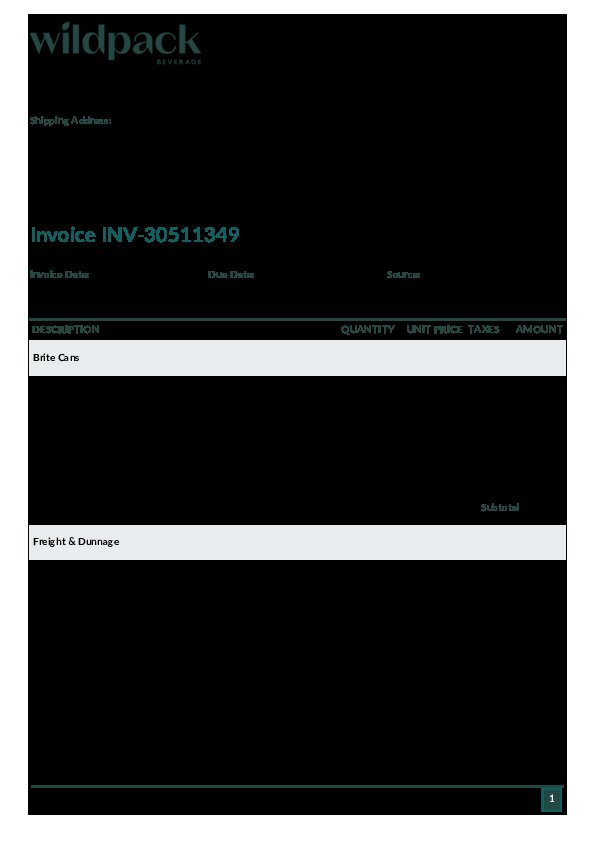 wildpack
BEVERAGE
Shipping Address:
Invoice INV-30511349
Invoice Date: Due Date: Source:
DESCRIPTION QUANTITY UNIT PRICE TAXES AMOUNT
Brite Cans
Subtotal
Freight & Dunnage
1